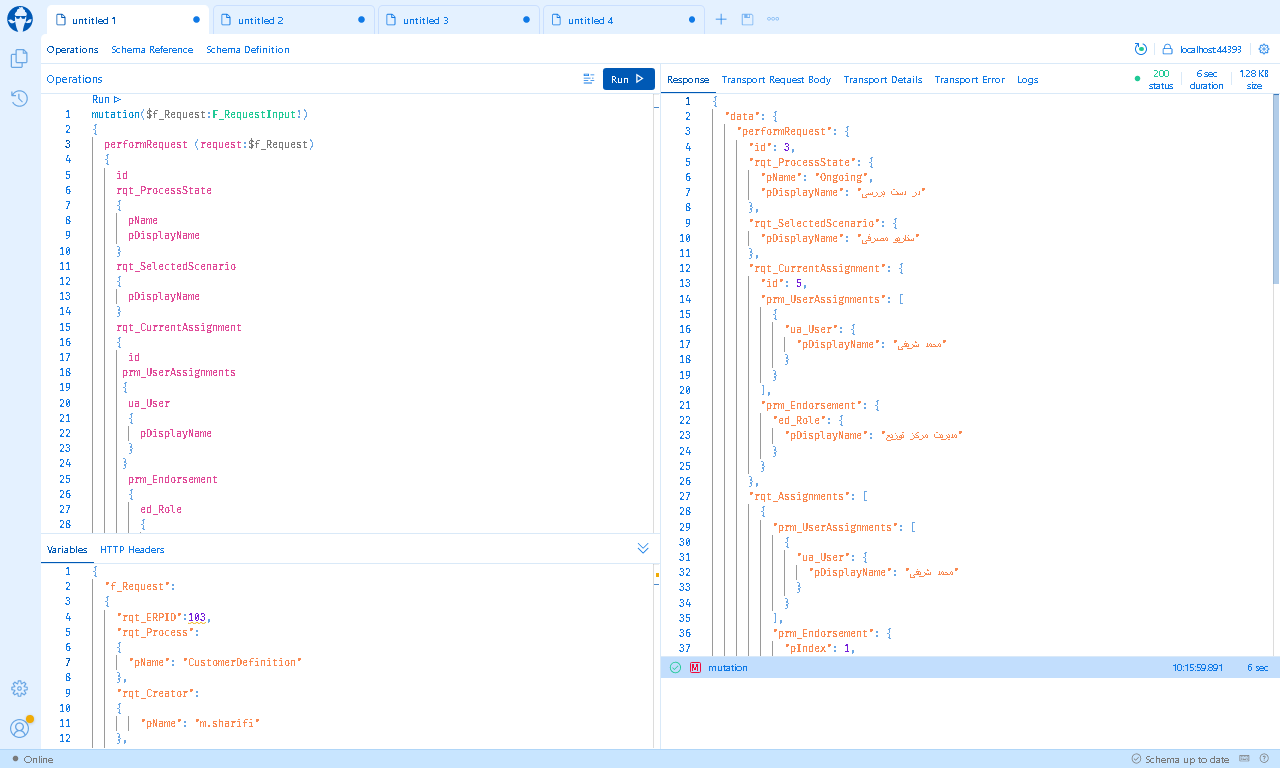 untitled 1
untitled 2
untitled 3
untitled 4
Operations Schema Reference Schema Definition
localhost:44393
Operations
Run
Run
1 mutation($f_Request:F_RequestInput!)
2 {
3 performRequest (request:$f_Request)
4 {
5 id
6 rqt_ProcessState
7 {
8 pName
9 pDisplayName
10 }
11 rqt_SelectedScenario
12 {
13 pDisplayName
14 }
15 rqt_CurrentAssignment
16 {
17 id
18 prm_UserAssignments
19 {
20 ua_User
21 {
22 pDisplayName
23 }
24 }
25 prm_Endorsement
26 {
27 ed_Role
28 {
Variables HTTP Headers
1 {
2 "f_Request":
3 {
4 "rqt_ERPID":103,
5 "rqt_Process":
6 {
7 "pName": "CustomerDefinition"
8 },
9 "rqt_Creator":
10 {
11 "pName": "m.sharifi"
12 },
Response Transport Request Body Transport Details Transport Error Logs
200 status
6 sec duration
1.28 KB size
1 {
2 "data": {
3 "performRequest": {
4 "id": 3,
5 "rqt_ProcessState": {
6 "pName": "Ongoing",
7 "pDisplayName": "در دست بررسی"
8 },
9 "rqt_SelectedScenario": {
10 "pDisplayName": "سناریو مصرفی"
11 },
12 "rqt_CurrentAssignment": {
13 "id": 5,
14 "prm_UserAssignments": [
15 {
16 "ua_User": {
17 "pDisplayName": "محمد شریفی"
18 }
19 }
20 ],
21 "prm_Endorsement": {
22 "ed_Role": {
23 "pDisplayName": "مدیریت مرکز توزیع"
24 }
25 }
26 },
27 "rqt_Assignments": [
28 {
29 "prm_UserAssignments": [
30 {
31 "ua_User": {
32 "pDisplayName": "محمد شریفی"
33 }
34 }
35 ],
36 "prm_Endorsement": {
37 "pIndex": 1,
M mutation 10:15:59.891 6 sec
Online
Schema up to date